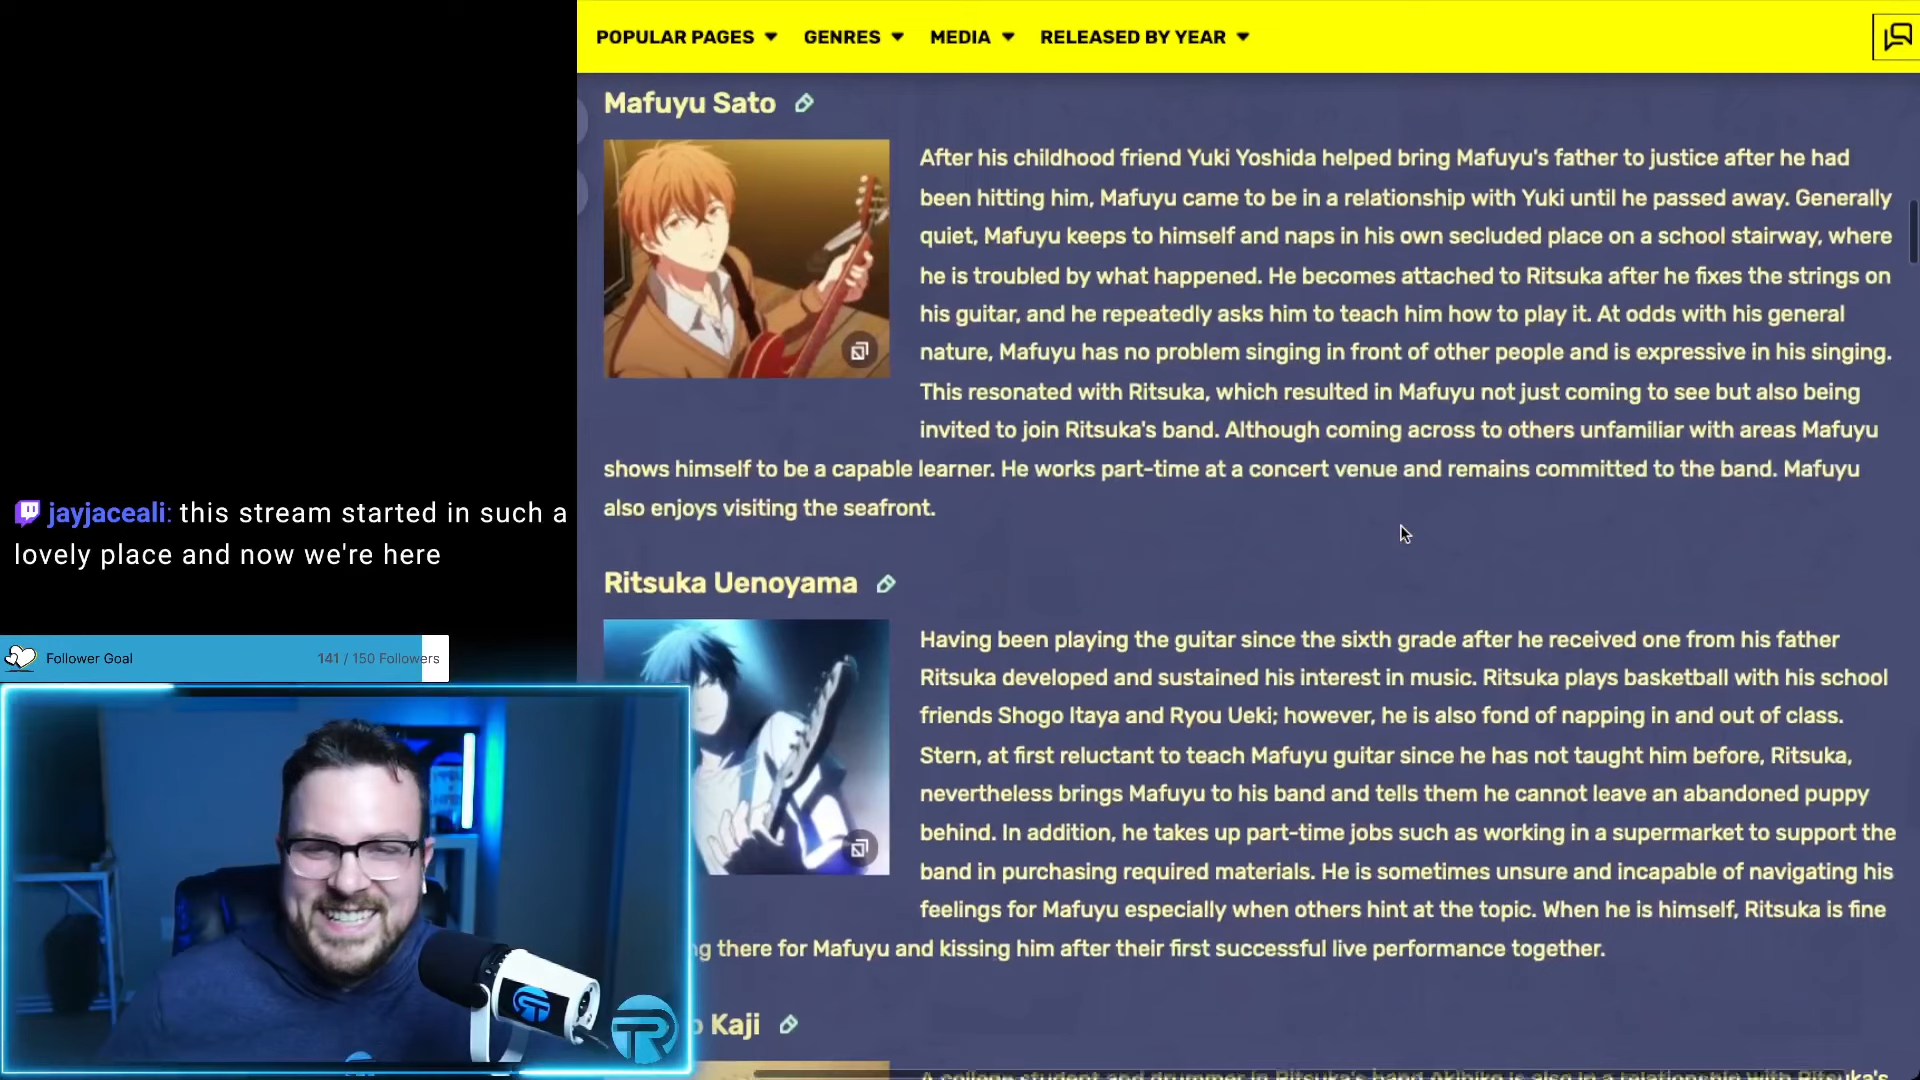 POPULAR PAGES GENRES MEDIA RELEASED BY YEAR
Mafuyu Sato
After his childhood friend Yuki Yoshida helped bring Mafuyu's father to justice after he had
been hitting him, Mafuyu came to be in a relationship with Yuki until he passed away. Generally
quiet, Mafuyu keeps to himself and naps in his own secluded place on a school stairway, where
he is troubled by what happened. He becomes attached to Ritsuka after he fixes the strings on
his guitar, and he repeatedly asks him to teach him how to play it. At odds with his general
nature, Mafuyu has no problem singing in front of other people and is expressive in his singing.
This resonated with Ritsuka, which resulted in Mafuyu not just coming to see but also being
invited to join Ritsuka's band. Although coming across to others unfamiliar with areas Mafuyu
shows himself to be a capable learner. He works part-time at a concert venue and remains committed to the band. Mafuyu
also enjoys visiting the seafront.
jayjaceali: this stream started in such a
lovely place and now we're here
Follower Goal 141 / 150 Followers
Ritsuka Uenoyama
Having been playing the guitar since the sixth grade after he received one from his father
Ritsuka developed and sustained his interest in music. Ritsuka plays basketball with his school
friends Shogo Itaya and Ryou Ueki; however, he is also fond of napping in and out of class.
Stern, at first reluctant to teach Mafuyu guitar since he has not taught him before, Ritsuka,
nevertheless brings Mafuyu to his band and tells them he cannot leave an abandoned puppy
behind. In addition, he takes up part-time jobs such as working in a supermarket to support the
band in purchasing required materials. He is sometimes unsure and incapable of navigating his
feelings for Mafuyu especially when others hint at the topic. When he is himself, Ritsuka is fine
there for Mafuyu and kissing him after their first successful live performance together.
Kaji
A college student and drummer in Ritsuka's band Akihiko is also in a relationship with Ritsuka's